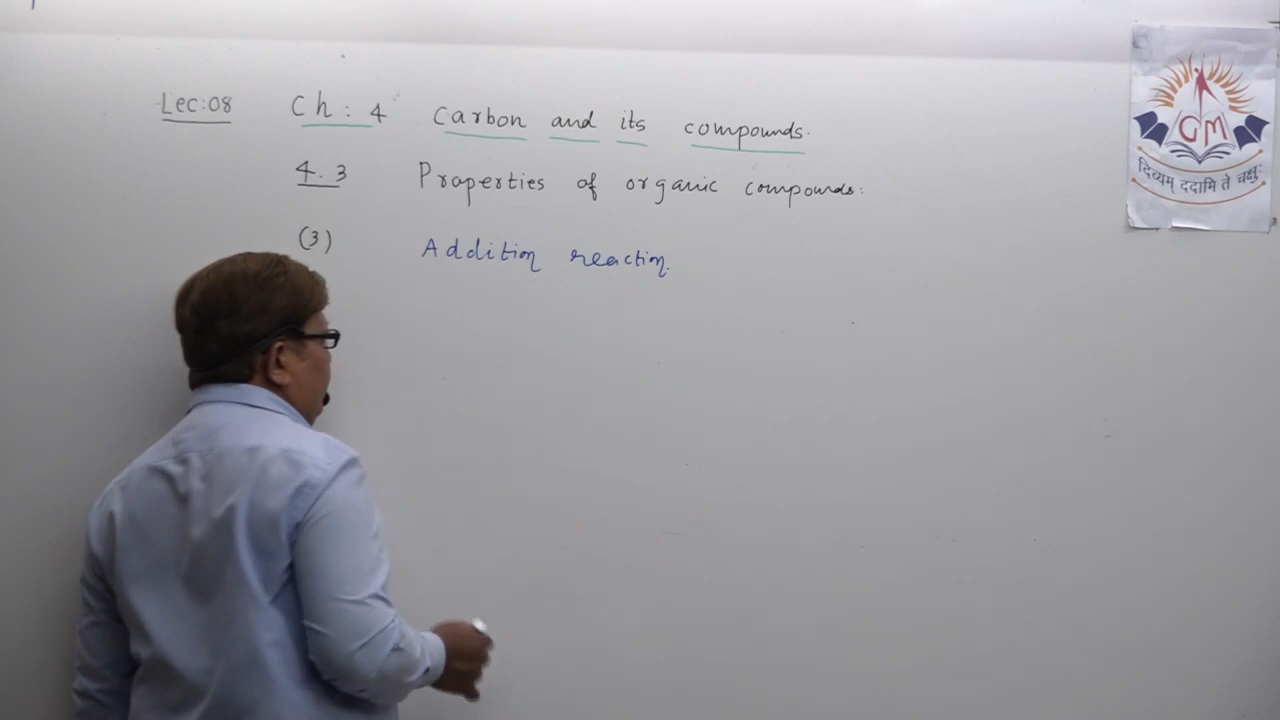 Lec:08 Ch: 4 Carbon and its compounds.
4.3 Properties of organic compounds:
(3) Addition reaction.
GM
दिव्यम् ददामि ते चक्षुः